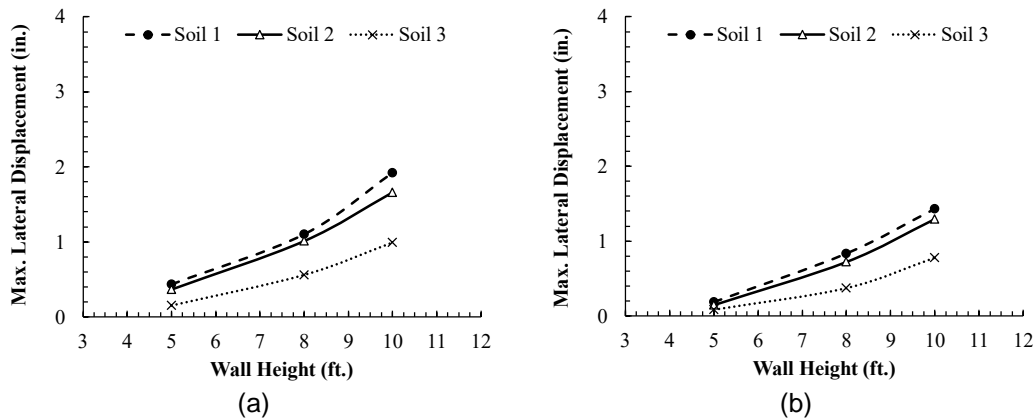 4
Soil 1 Soil 2 Soil 3
3
2
1
0
3 4 5 6 7 8 9 10 11 12
Max. Lateral Displacement (in.)
Wall Height (ft.)
(a)
4
Soil 1 Soil 2 Soil 3
3
2
1
0
3 4 5 6 7 8 9 10 11 12
Max. Lateral Displacement (in.)
Wall Height (ft.)
(b)